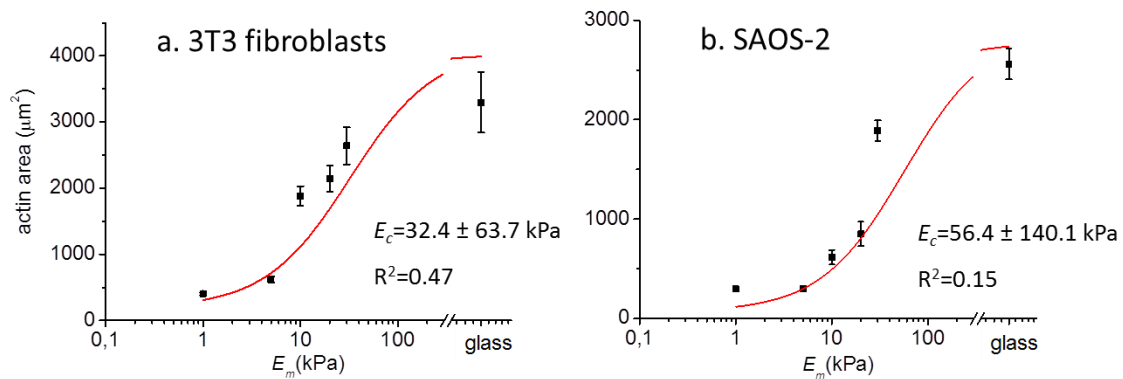 a. 3T3 fibroblasts
actin area (μm²)
4000
3000
2000
1000
0
E_c=32.4 ± 63.7 kPa
R²=0.47
0,1 1 10 100 glass
E_m(kPa)
b. SAOS-2
3000
2000
1000
0
E_c=56.4 ± 140.1 kPa
R²=0.15
0,1 1 10 100 glass
E_m(kPa)